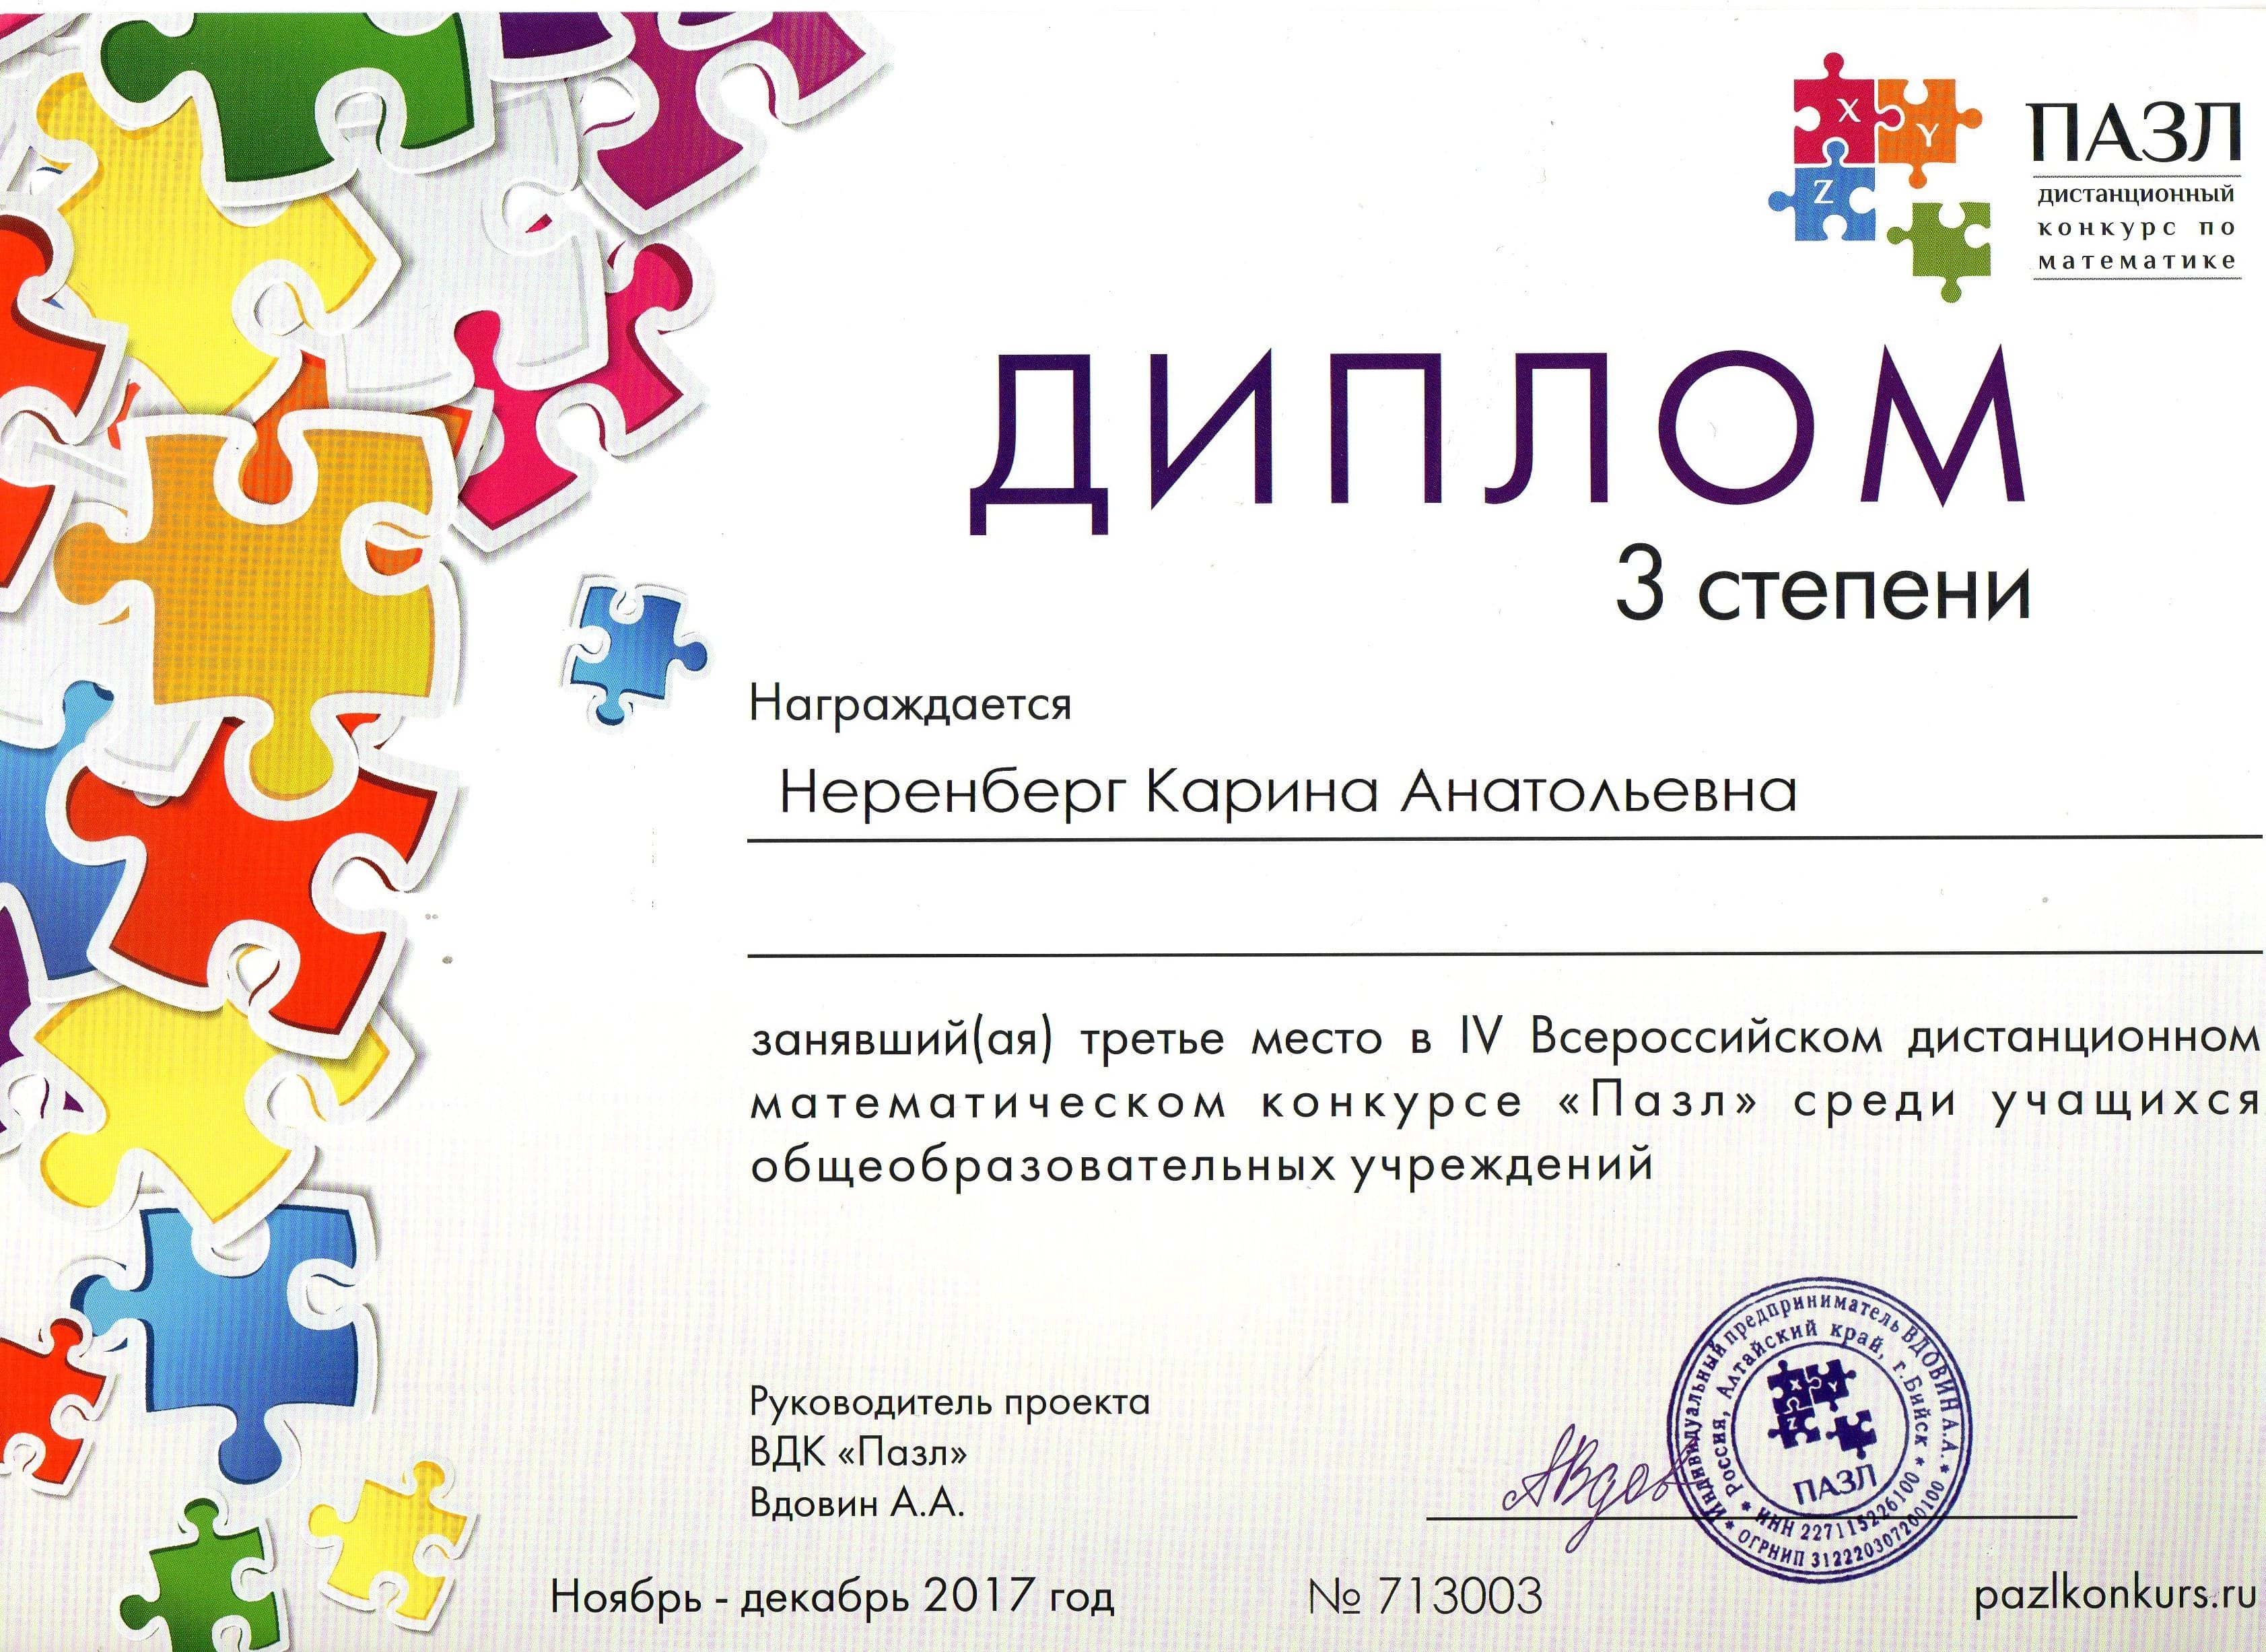 X
Y
Z
ПАЗЛ
дистанционный
конкурс по
математике
ДИПЛОМ
3 степени
Награждается
Неренберг Карина Анатольевна
занявший(ая) третье место в IV Всероссийском дистанционном
математическом конкурсе «Пазл» среди учащихся
общеобразовательных учреждений
Руководитель проекта
ВДК «Пазл»
Вдовин А.А.
АВдов
Индивидуальный предприниматель ВДОВИН А.А. * ОГРНИП 312220307200100 *
Россия, Алтайский край, г.Бийск * ИНН 227115226100 *
X Y
Z
ПАЗЛ
Ноябрь - декабрь 2017 год
№ 713003
pazlkonkurs.ru